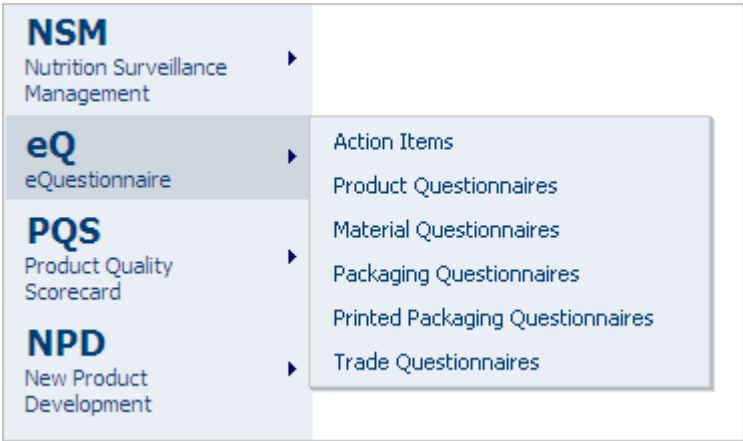 NSM
Nutrition Surveillance
Management
eQ
eQuestionnaire
PQS
Product Quality
Scorecard
NPD
New Product
Development
Action Items
Product Questionnaires
Material Questionnaires
Packaging Questionnaires
Printed Packaging Questionnaires
Trade Questionnaires